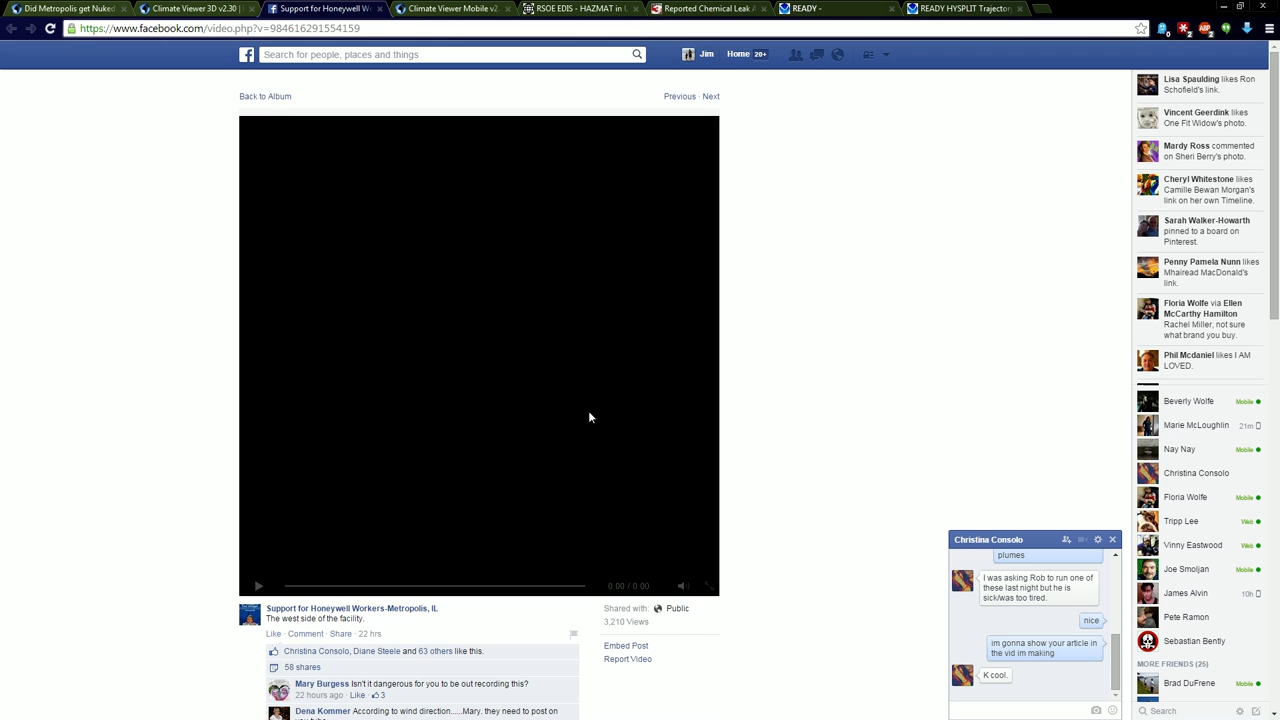 Did Metropolis get Nuked
Climate Viewer 3D v2.30 |
Support for Honeywell Wo
Climate Viewer Mobile v2.
RSOE EDIS - HAZMAT in U
Reported Chemical Leak A
READY -
READY HYSPLIT Trajectory
https://www.facebook.com/video.php?v=984616291554159
Search for people, places and things
Jim
Home 20+
Back to Album
Previous · Next
0:00 / 0:00
Support for Honeywell Workers-Metropolis, IL
The west side of the facility.
Like · Comment · Share · 22 hrs
Christina Consolo, Diane Steele and 63 others like this.
58 shares
Mary Burgess Isn't it dangerous for you to be out recording this?
22 hours ago · Like · 3
Dena Kommer According to wind direction......Mary. they need to post on
you tube
Shared with: Public
3,210 Views
Embed Post
Report Video
Lisa Spaulding likes Ron
Schofield's link.
Vincent Geerdink likes
One Fit Widow's photo.
Mardy Ross commented
on Sheri Berry's photo.
Cheryl Whitestone likes
Camille Bewan Morgan's
link on her own Timeline.
Sarah Walker-Howarth
pinned to a board on
Pinterest.
Penny Pamela Nunn likes
Mhairead MacDonald's
link.
Floria Wolfe via Ellen
McCarthy Hamilton
Rachel Miller, not sure
what brand you buy.
Phil Mcdaniel likes I AM
LOVED.
Beverly Wolfe Mobile
Marie McLoughlin 21m
Nay Nay Mobile
Christina Consolo
Floria Wolfe Mobile
Tripp Lee Web
Vinny Eastwood Web
Joe Smoljan Mobile
James Alvin 10h
Pete Ramon
Sebastian Bently
MORE FRIENDS (25)
Brad DuFrene Mobile
Search
Christina Consolo
plumes
I was asking Rob to run one of
these last night but he is
sick/was too tired.
nice
im gonna show your article in
the vid im making
K cool.